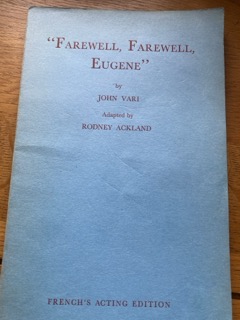 "Farewell, Farewell,
Eugene"
by
JOHN VARI
Adapted by
RODNEY ACKLAND
FRENCH'S ACTING EDITION